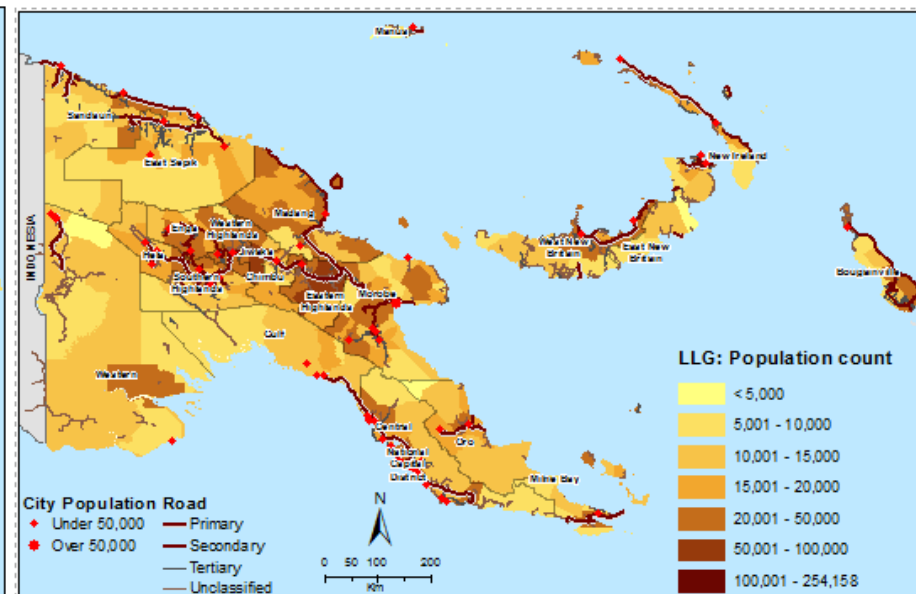 Manus
Sandaun
East Sepik
New Ireland
INDONESIA
Madang
Enga
Western
Highlands
Hela
Jiwaka
Southern
Highlands
Chimbu
Eastern
Highlands
Morobe
West New
Britain
East New
Britain
Bougainville
Gulf
Western
Central
National
Capital
District
Oro
Milne Bay
LLG: Population count
< 5,000
5,001 - 10,000
10,001 - 15,000
15,001 - 20,000
20,001 - 50,000
50,001 - 100,000
100,001 - 254,158
City Population
Under 50,000
Over 50,000
Road
Primary
Secondary
Tertiary
Unclassified
N
0 50 100 200
Km